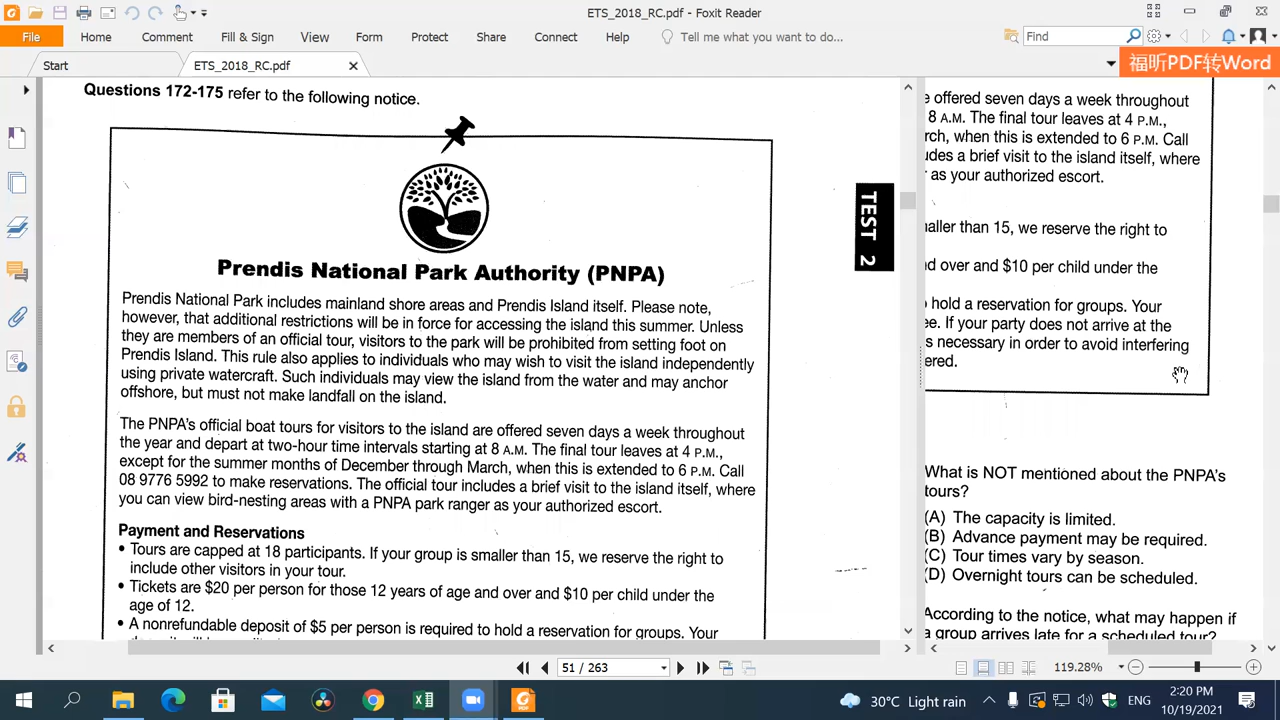 ETS_2018_RC.pdf - Foxit Reader
File Home Comment Fill & Sign View Form Protect Share Connect Help Tell me what you want to do... Find
Start ETS_2018_RC.pdf
福昕PDF转Word
Questions 172-175 refer to the following notice.
TEST 2
Prendis National Park Authority (PNPA)
Prendis National Park includes mainland shore areas and Prendis Island itself. Please note,
however, that additional restrictions will be in force for accessing the island this summer. Unless
they are members of an official tour, visitors to the park will be prohibited from setting foot on
Prendis Island. This rule also applies to individuals who may wish to visit the island independently
using private watercraft. Such individuals may view the island from the water and may anchor
offshore, but must not make landfall on the island.
The PNPA's official boat tours for visitors to the island are offered seven days a week throughout
the year and depart at two-hour time intervals starting at 8 A.M. The final tour leaves at 4 P.M.,
except for the summer months of December through March, when this is extended to 6 P.M. Call
08 9776 5992 to make reservations. The official tour includes a brief visit to the island itself, where
you can view bird-nesting areas with a PNPA park ranger as your authorized escort.
Payment and Reservations
• Tours are capped at 18 participants. If your group is smaller than 15, we reserve the right to
include other visitors in your tour.
• Tickets are $20 per person for those 12 years of age and over and $10 per child under the
age of 12.
• A nonrefundable deposit of $5 per person is required to hold a reservation for groups. Your
e offered seven days a week throughout
8 A.M. The final tour leaves at 4 P.M.,
rch, when this is extended to 6 P.M. Call
udes a brief visit to the island itself, where
as your authorized escort.
naller than 15, we reserve the right to
nd over and $10 per child under the
hold a reservation for groups. Your
ee. If your party does not arrive at the
s necessary in order to avoid interfering
ered.
What is NOT mentioned about the PNPA's
tours?
(A) The capacity is limited.
(B) Advance payment may be required.
(C) Tour times vary by season.
(D) Overnight tours can be scheduled.
According to the notice, what may happen if
a group arrives late for a scheduled tour?
51 / 263
119.28%
30°C Light rain
ENG
2:20 PM
10/19/2021